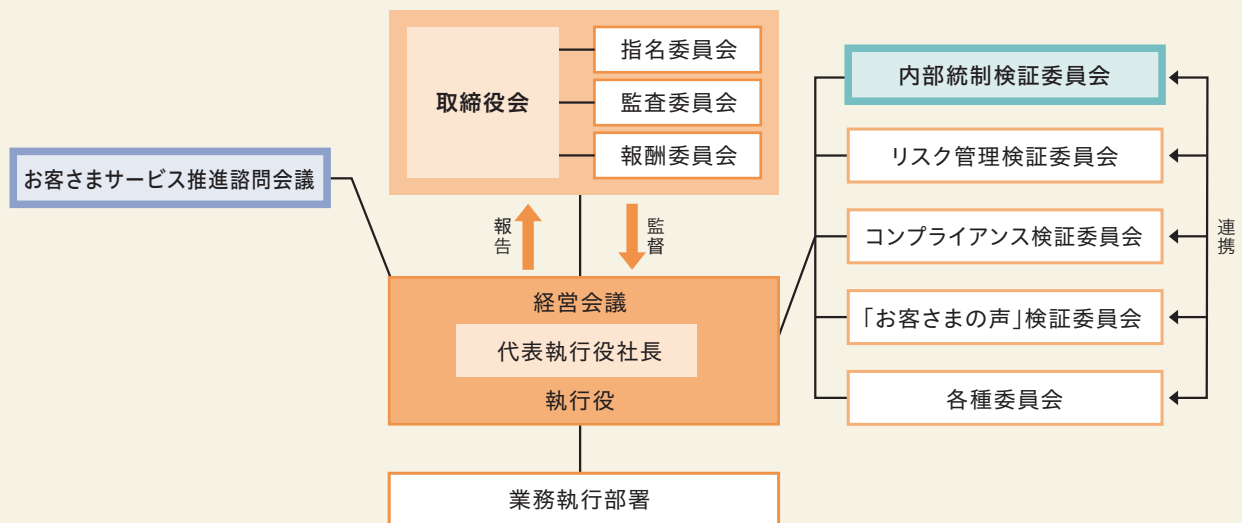 取締役会
指名委員会
監査委員会
報酬委員会
お客さまサービス推進諮問会議
報告
監督
経営会議
代表執行役社長
執行役
業務執行部署
内部統制検証委員会
リスク管理検証委員会
コンプライアンス検証委員会
「お客さまの声」検証委員会
各種委員会
連携